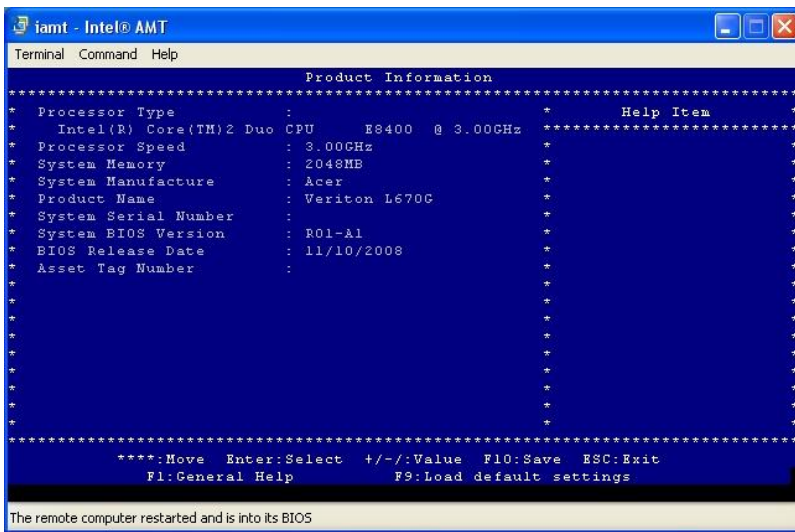 iamt - Intel® AMT
Terminal Command Help
Product Information
****************************************************************************
* Processor Type : * Help Item *
* Intel(R) Core(TM)2 Duo CPU E8400 @ 3.00GHz **************************
* Processor Speed : 3.00GHz * *
* System Memory : 2048MB * *
* System Manufacture : Acer * *
* Product Name : Veriton L670G * *
* System Serial Number : * *
* System BIOS Version : R01-A1 * *
* BIOS Release Date : 11/10/2008 * *
* Asset Tag Number : * *
* * *
* * *
* * *
* * *
* * *
* * *
* * *
* * *
* * *
****************************************************************************
****:Move Enter:Select +/-/:Value F10:Save ESC:Exit
F1:General Help F9:Load default settings
The remote computer restarted and is into its BIOS